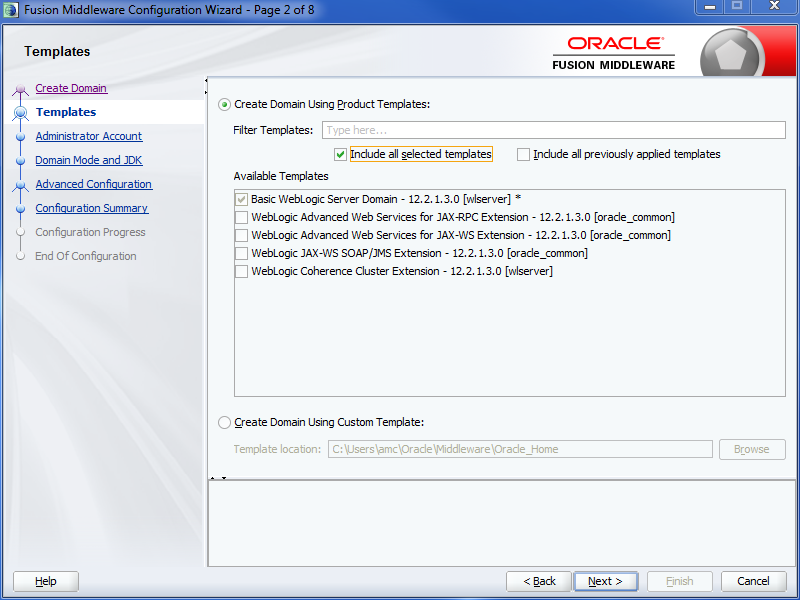 Fusion Middleware Configuration Wizard - Page 2 of 8
Templates
ORACLE
FUSION MIDDLEWARE
Create Domain
Templates
Administrator Account
Domain Mode and JDK
Advanced Configuration
Configuration Summary
Configuration Progress
End Of Configuration
Create Domain Using Product Templates:
Filter Templates: Type here...
Include all selected templates Include all previously applied templates
Available Templates
Basic WebLogic Server Domain - 12.2.1.3.0 [wlserver] *
WebLogic Advanced Web Services for JAX-RPC Extension - 12.2.1.3.0 [oracle_common]
WebLogic Advanced Web Services for JAX-WS Extension - 12.2.1.3.0 [oracle_common]
WebLogic JAX-WS SOAP/JMS Extension - 12.2.1.3.0 [oracle_common]
WebLogic Coherence Cluster Extension - 12.2.1.3.0 [wlserver]
Create Domain Using Custom Template:
Template location: C:\Users\amc\Oracle\Middleware\Oracle_Home Browse
Help < Back Next > Finish Cancel